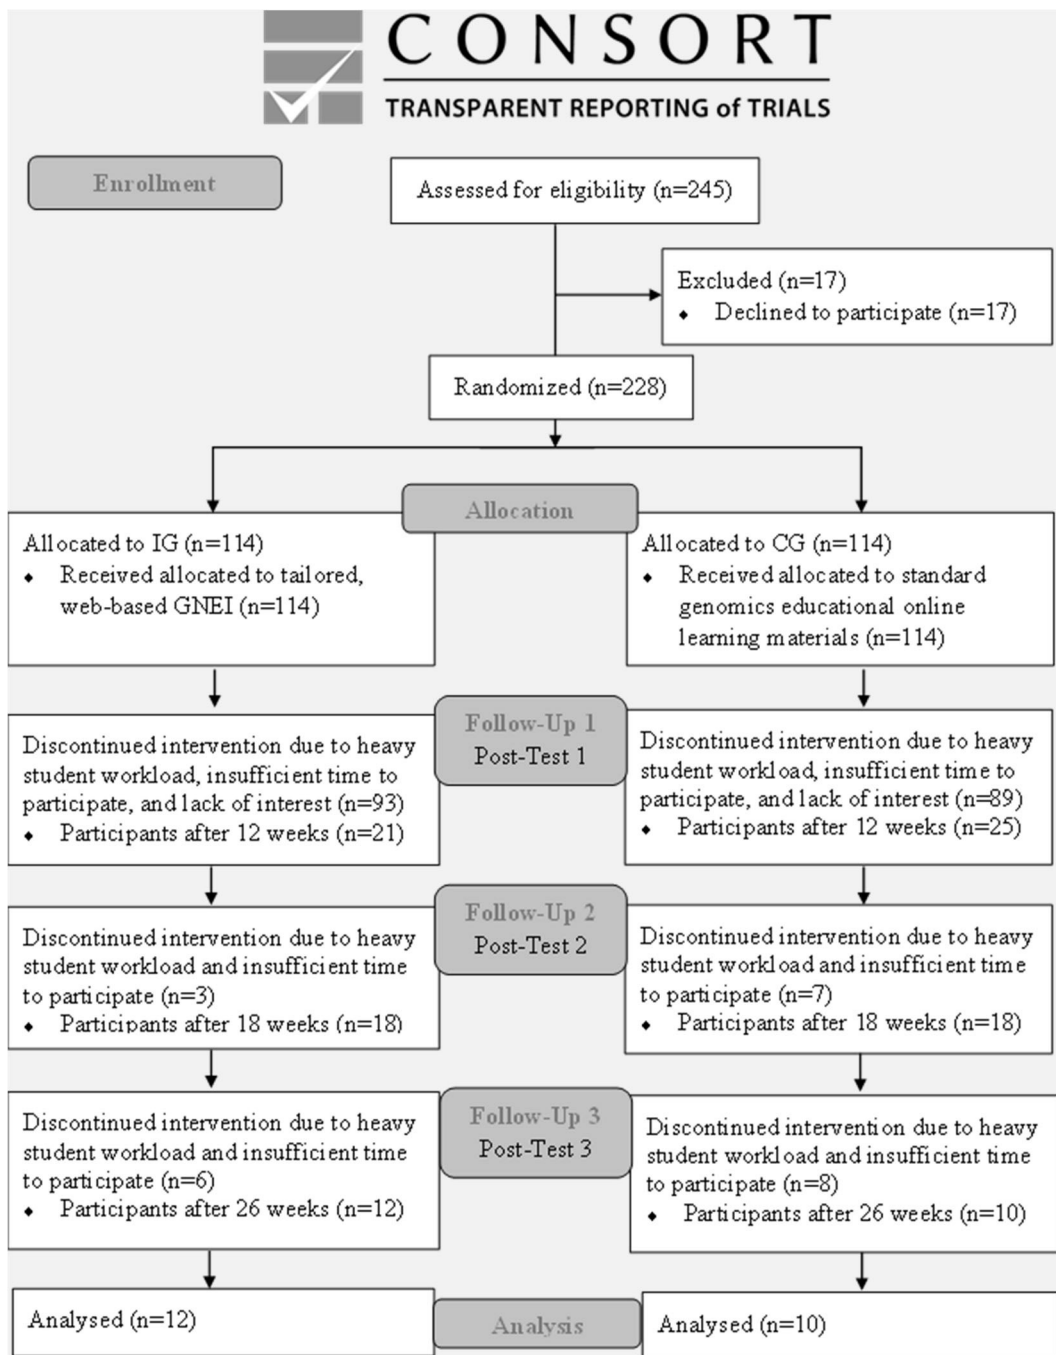 CONSORT
TRANSPARENT REPORTING of TRIALS
Enrollment
Assessed for eligibility (n=245)
Excluded (n=17)
⬥ Declined to participate (n=17)
Randomized (n=228)
Allocation
Allocated to IG (n=114)
⬥ Received allocated to tailored,
web-based GNEI (n=114)
Allocated to CG (n=114)
⬥ Received allocated to standard
genomics educational online
learning materials (n=114)
Follow-Up 1
Post-Test 1
Discontinued intervention due to heavy
student workload, insufficient time to
participate, and lack of interest (n=93)
⬥ Participants after 12 weeks (n=21)
Discontinued intervention due to heavy
student workload, insufficient time to
participate, and lack of interest (n=89)
⬥ Participants after 12 weeks (n=25)
Follow-Up 2
Post-Test 2
Discontinued intervention due to heavy
student workload and insufficient time
to participate (n=3)
⬥ Participants after 18 weeks (n=18)
Discontinued intervention due to heavy
student workload and insufficient time
to participate (n=7)
⬥ Participants after 18 weeks (n=18)
Follow-Up 3
Post-Test 3
Discontinued intervention due to heavy
student workload and insufficient time
to participate (n=6)
⬥ Participants after 26 weeks (n=12)
Discontinued intervention due to heavy
student workload and insufficient time
to participate (n=8)
⬥ Participants after 26 weeks (n=10)
Analysed (n=12)
Analysis
Analysed (n=10)